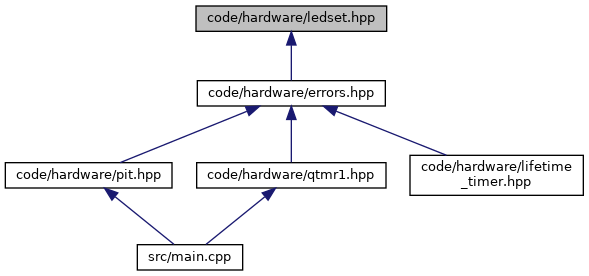 code/hardware/ledset.hpp
code/hardware/errors.hpp
code/hardware/pit.hpp
code/hardware/qtmr1.hpp
code/hardware/lifetime
_timer.hpp
src/main.cpp